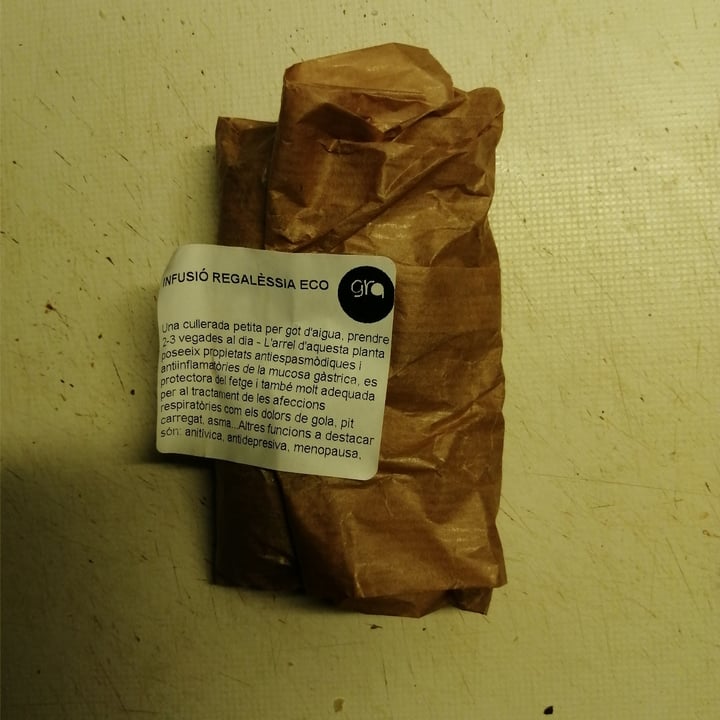 INFUSIÓ REGALÈSSIA ECO
gra
Una cullerada petita per got d'aigua, prendre
2-3 vegades al dia - L'arrel d'aquesta planta
poseeix propietats antiespasmòdiques i
antiinflamatòries de la mucosa gàstrica, es
protectora del fetge i també molt adequada
per al tractament de les afeccions
respiratòries com els dolors de gola, pit
carregat, asma...Altres funcions a destacar
són: anitívica, antidepresiva, menopausa,